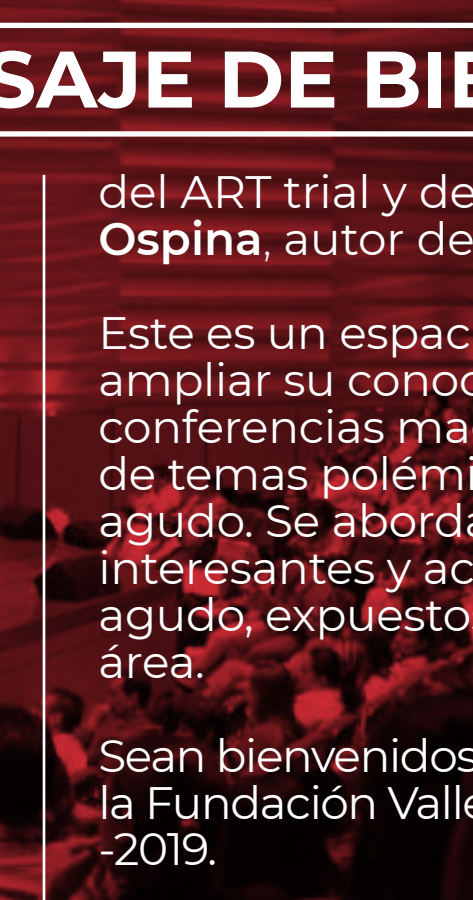 SAJE DE BIE
del ART trial y de
Ospina, autor de
Este es un espac
ampliar su conoc
conferencias ma
de temas polémi
agudo. Se aborda
interesantes y ac
agudo, expuesto
área.
Sean bienvenidos
la Fundación Valle
-2019.